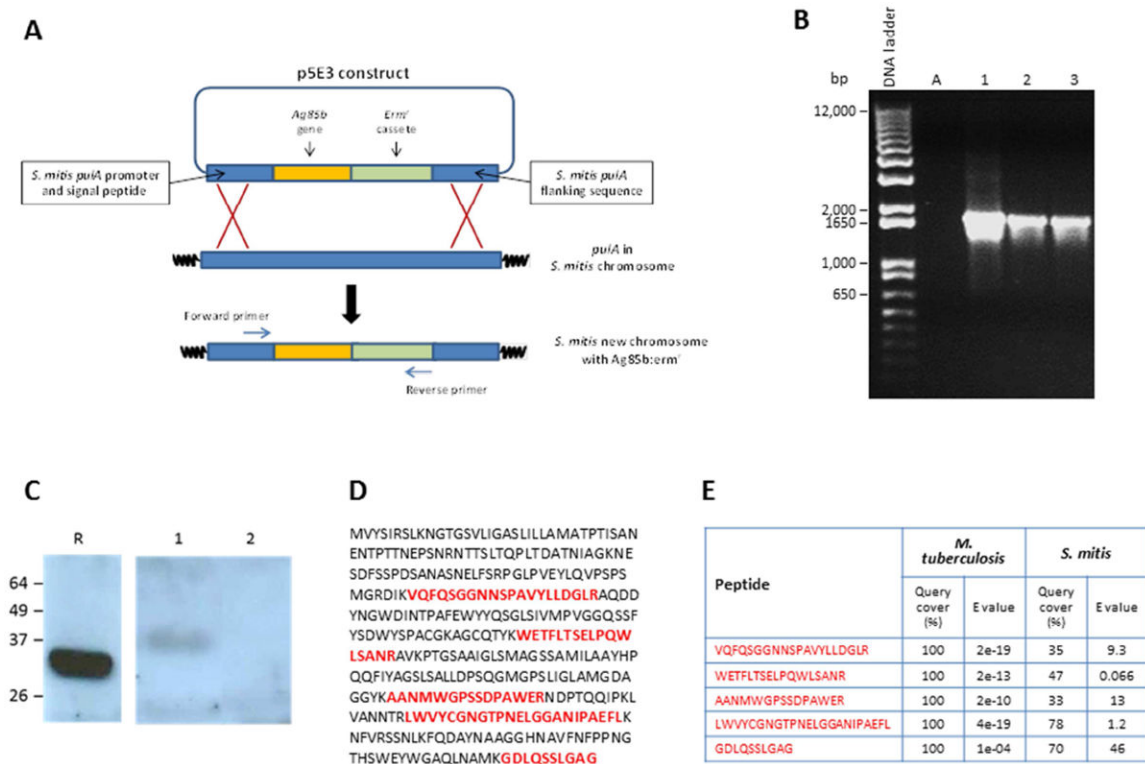 A
p5E3 construct
Ag85b
gene
Ermʳ
cassete
S. mitis pulA promoter
and signal peptide
S. mitis pulA
flanking sequence
pulA in
S. mitis chromosome
Forward primer
S. mitis new chromosome
with Ag85b:ermʳ
Reverse primer
B
DNA ladder
bp A 1 2 3
12,000
2,000
1650
1,000
650
C
R 1 2
64
49
37
26
D
MVYSIRSLKNGTGSVLIGASLILLAMATPTISAN
ENTPTTNEPSNRNTTSLTQPLTDATNIAGKNE
SDFSSPDSANASNELFSRPGLPVEYLQVPSPS
MGRDIKVQFQSGGNNSPAVYLLDGLRAQDD
YNGWDINTPAFEWYYQSGLSIVMPVGGQSSF
YSDWYSPACGKAGCQTYKWETFLTSELPQW
LSANRAVKPTGSAAIGLSMAGSSAMILAAYHP
QQFIYAGSLSALLDPSQGMGPSLIGLAMGDA
GGYKAANMWGPSSDPAWERNDPTQQIPKL
VANNTRLWVYCGNGTPNELGGANIPAEFLK
NFVRSSNLKFQDAYNAAGGHNAVFNFPPNG
THSWEYWGAQLNAMKGDLQSSLGAG
E
Peptide M. tuberculosis S. mitis
Query cover (%) E value Query cover (%) E value
VQFQSGGNNSPAVYLLDGLR 100 2e-19 35 9.3
WETFLTSELPQWLSANR 100 2e-13 47 0.066
AANMWGPSSDPAWER 100 2e-10 33 13
LWVYCGNGTPNELGGANIPAEFL 100 4e-19 78 1.2
GDLQSSLGAG 100 1e-04 70 46